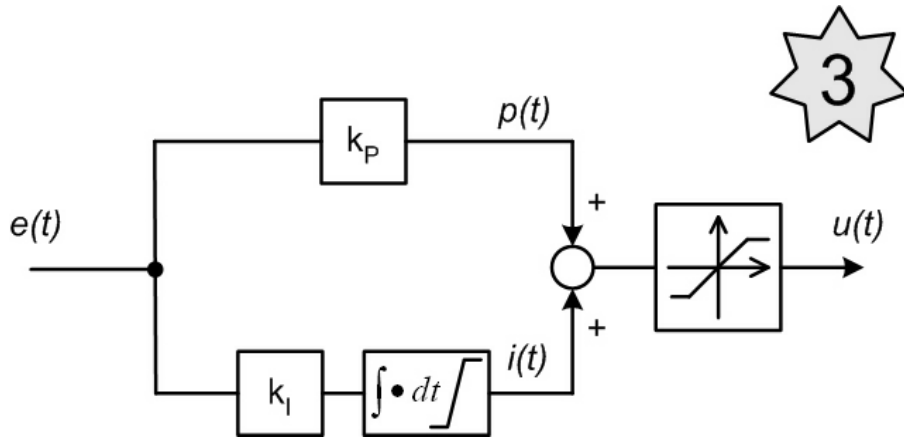 3
p(t)
k_P
+
e(t)
u(t)
+
i(t)
k_I
∫•dt